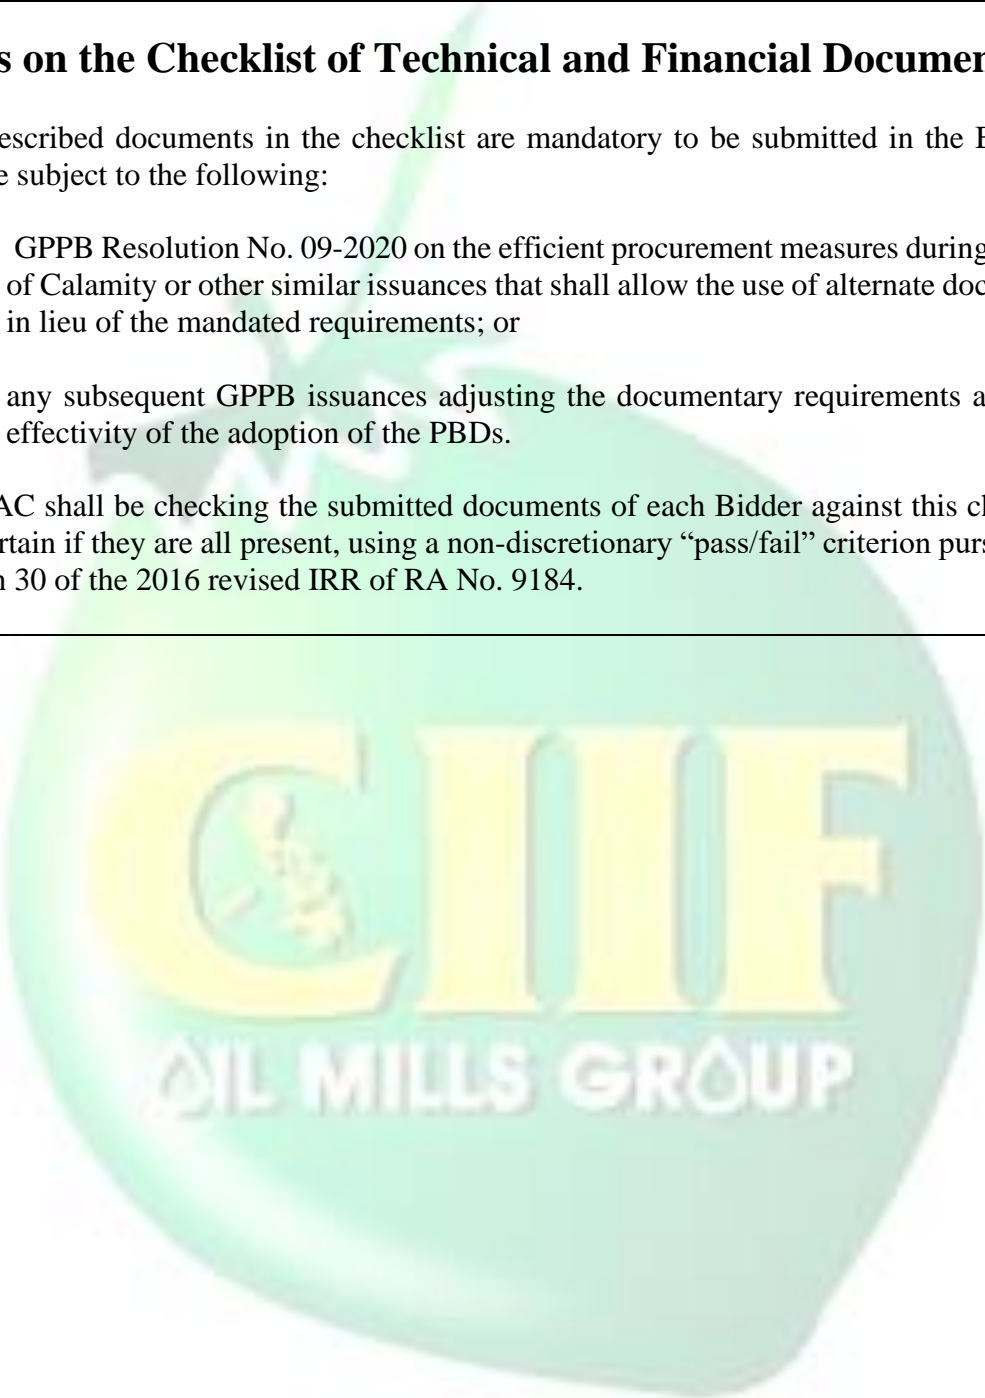 s on the Checklist of Technical and Financial Documen
escribed documents in the checklist are mandatory to be submitted in the B
e subject to the following:
GPPB Resolution No. 09-2020 on the efficient procurement measures during
of Calamity or other similar issuances that shall allow the use of alternate doc
in lieu of the mandated requirements; or
any subsequent GPPB issuances adjusting the documentary requirements a
effectivity of the adoption of the PBDs.
AC shall be checking the submitted documents of each Bidder against this cl
rtain if they are all present, using a non-discretionary “pass/fail” criterion purs
n 30 of the 2016 revised IRR of RA No. 9184.
CIIF
OIL MILLS GROUP